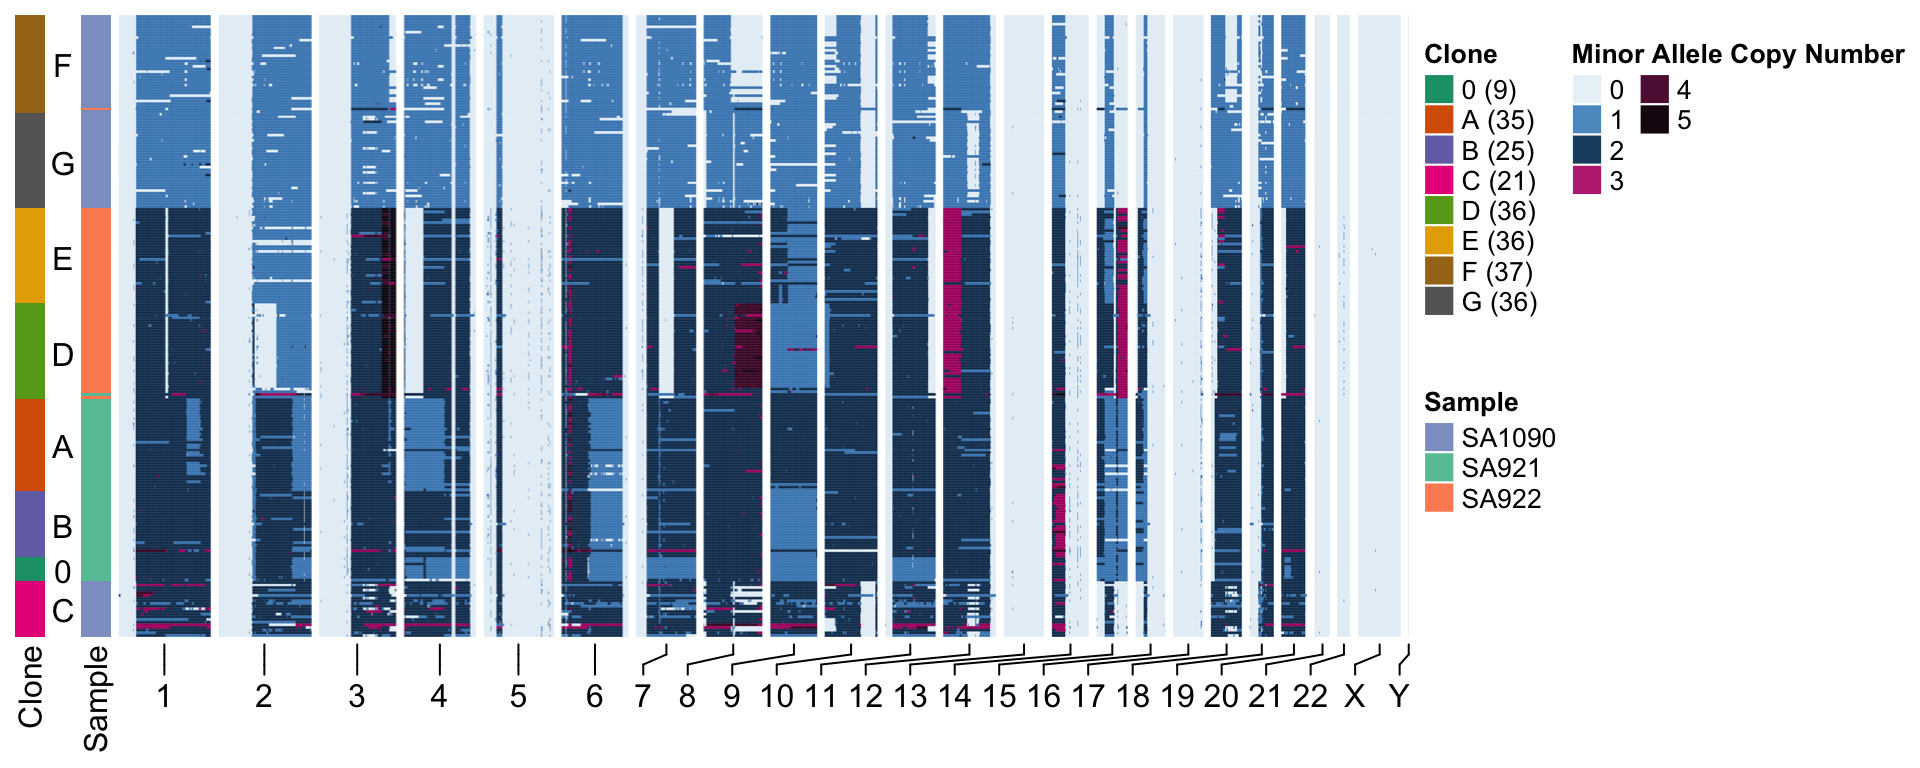 F
G
E
D
A
B
0
C
Clone
Sample
1 2 3 4 5 6 7 8 9 10 11 12 13 14 15 16 17 18 19 20 21 22 X Y
Clone
0 (9)
A (35)
B (25)
C (21)
D (36)
E (36)
F (37)
G (36)
Minor Allele Copy Number
0 4
1 5
2
3
Sample
SA1090
SA921
SA922